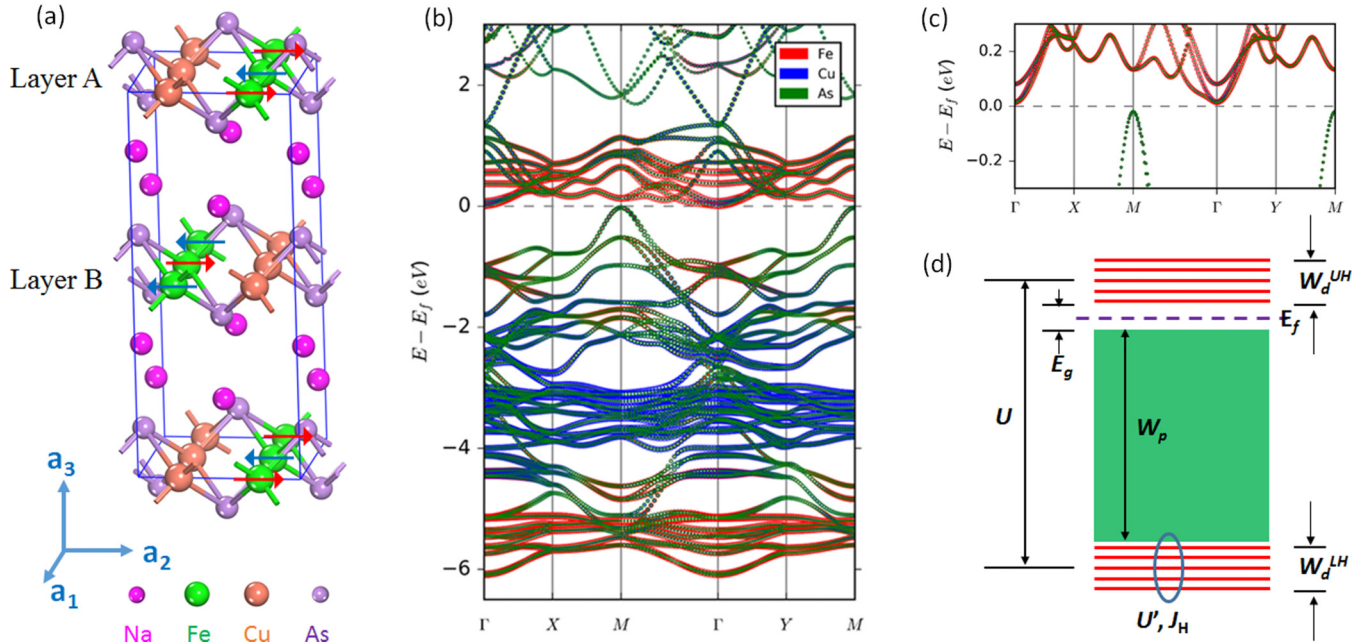 (a)
Layer A
Layer B
a3
a2
a1
Na Fe Cu As
(b)
E − Ef (eV)
2
0
−2
−4
−6
Fe
Cu
As
Γ X M Γ Y M
(c)
E − Ef (eV)
0.2
0.0
−0.2
Γ X M Γ Y M
(d)
WdUH
Ef
Eg
U
Wp
WdLH
U', JH